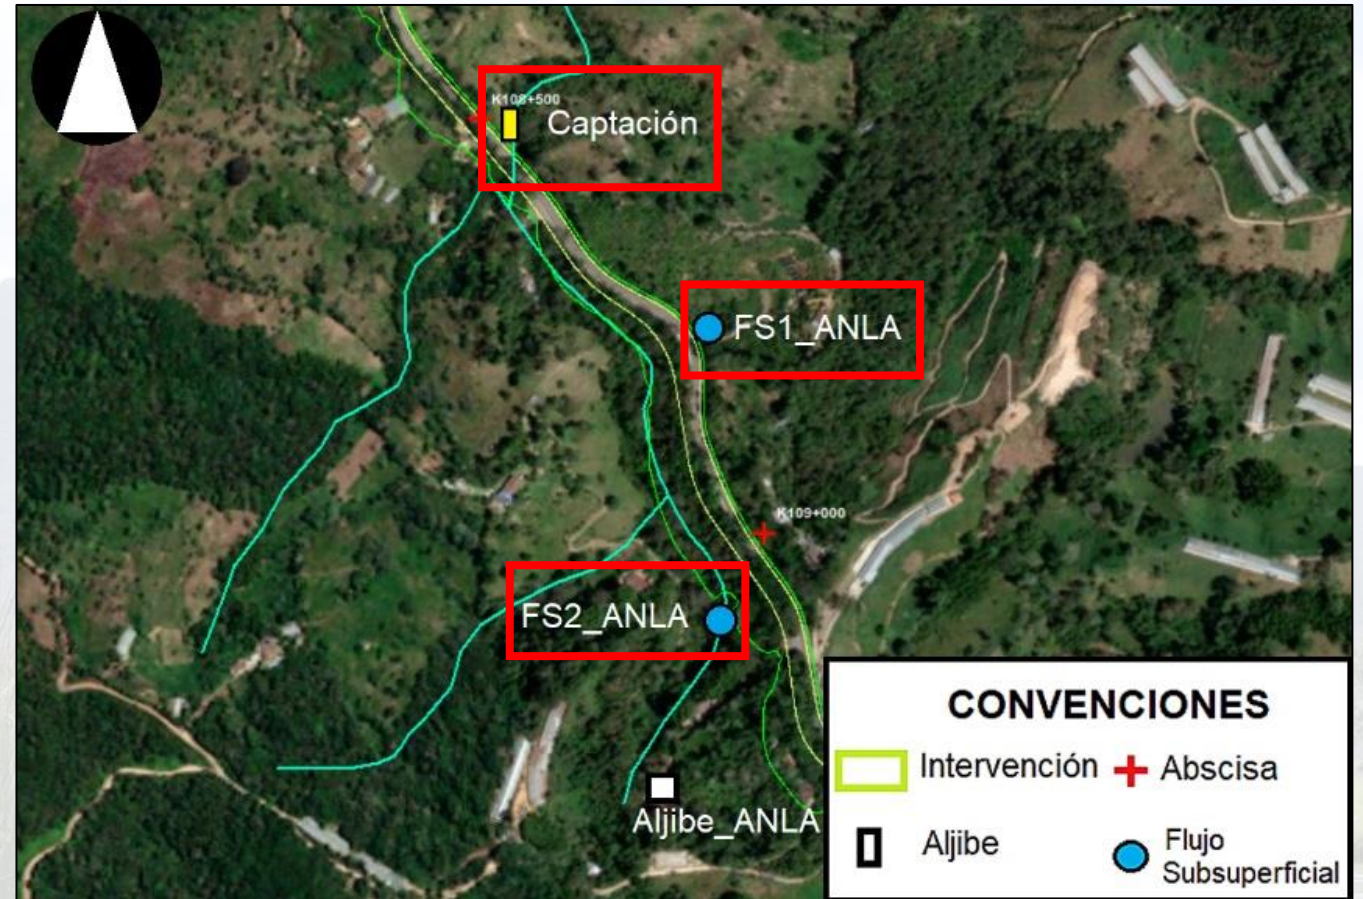 K108+500
Captación
FS1_ANLA
K109+000
FS2_ANLA
Aljibe_ANLA
CONVENCIONES
Intervención
Abscisa
Aljibe
Flujo
Subsuperficial